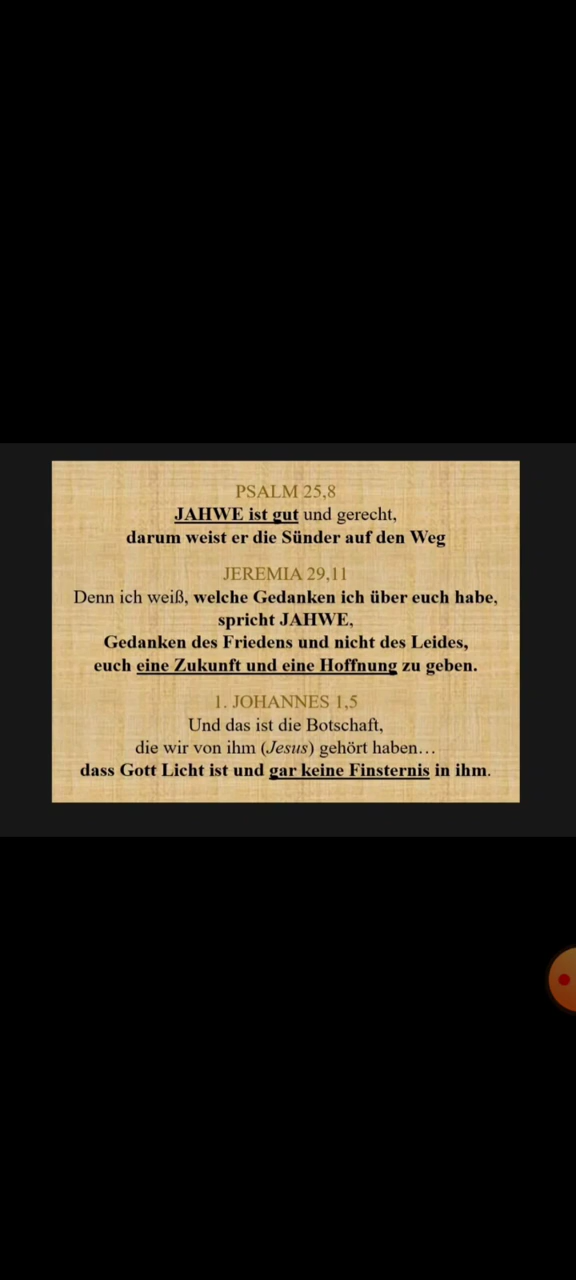 PSALM 25,8
JAHWE ist gut und gerecht,
darum weist er die Sünder auf den Weg
JEREMIA 29,11
Denn ich weiß, welche Gedanken ich über euch habe,
spricht JAHWE,
Gedanken des Friedens und nicht des Leides,
euch eine Zukunft und eine Hoffnung zu geben.
1. JOHANNES 1,5
Und das ist die Botschaft,
die wir von ihm (Jesus) gehört haben…
dass Gott Licht ist und gar keine Finsternis in ihm.